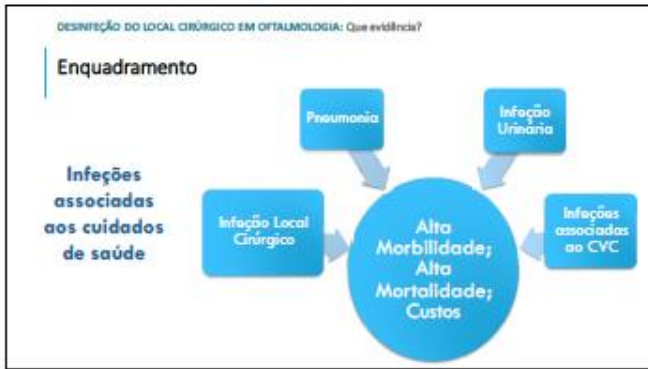 DESINFEÇÃO DO LOCAL CIRÚRGICO EM OFTALMOLOGIA: Que evidência?
Enquadramento
Pneumonia
Infeção
Urinária
Infeções
associadas
aos cuidados
de saúde
Infeção Local
Cirúrgico
Alta
Morbilidade;
Alta
Mortalidade;
Custos
Infeções
associadas
ao CVC